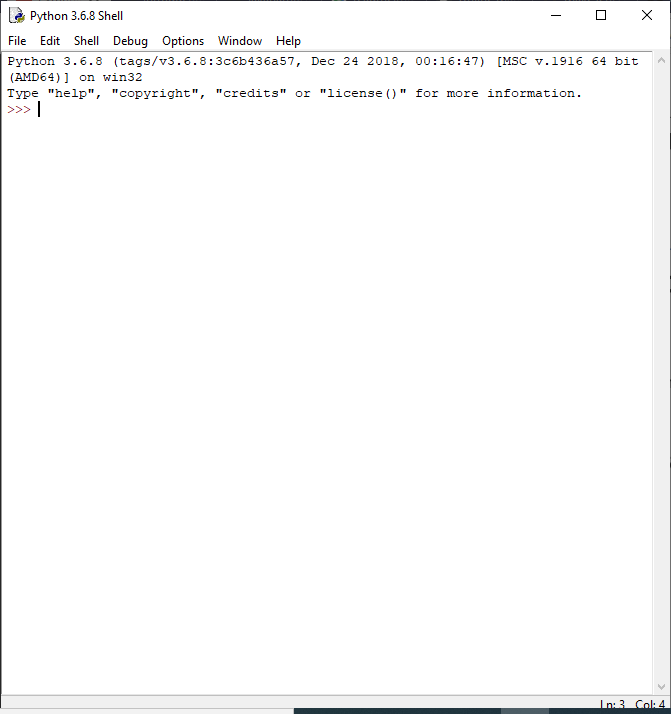 Python 3.6.8 Shell
File Edit Shell Debug Options Window Help
Python 3.6.8 (tags/v3.6.8:3c6b436a57, Dec 24 2018, 00:16:47) [MSC v.1916 64 bit
(AMD64)] on win32
Type "help", "copyright", "credits" or "license()" for more information.
>>>
Ln: 3 Col: 4